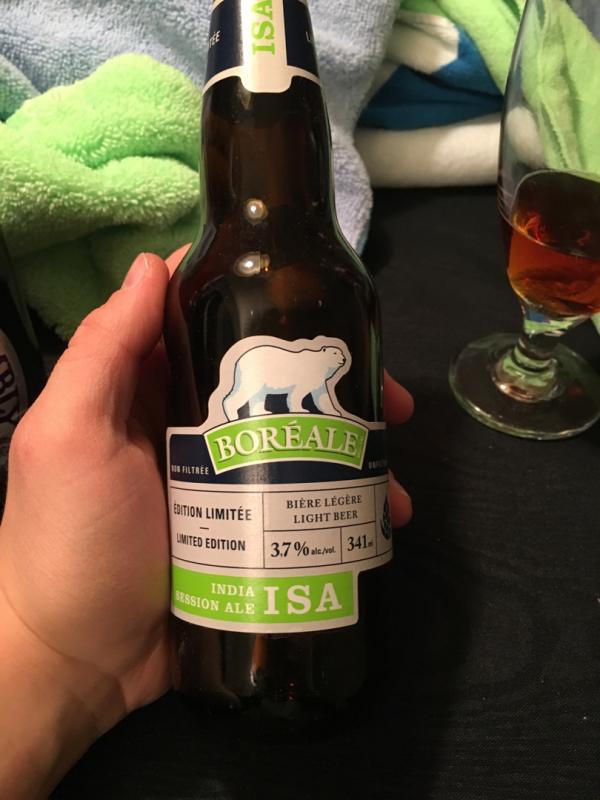 ISA
BORÉALE
NON FILTRÉE
ÉDITION LIMITÉE
LIMITED EDITION
BIÈRE LÉGÈRE
LIGHT BEER
3.7% alc./vol.
341 ml
INDIA
SESSION ALE
ISA